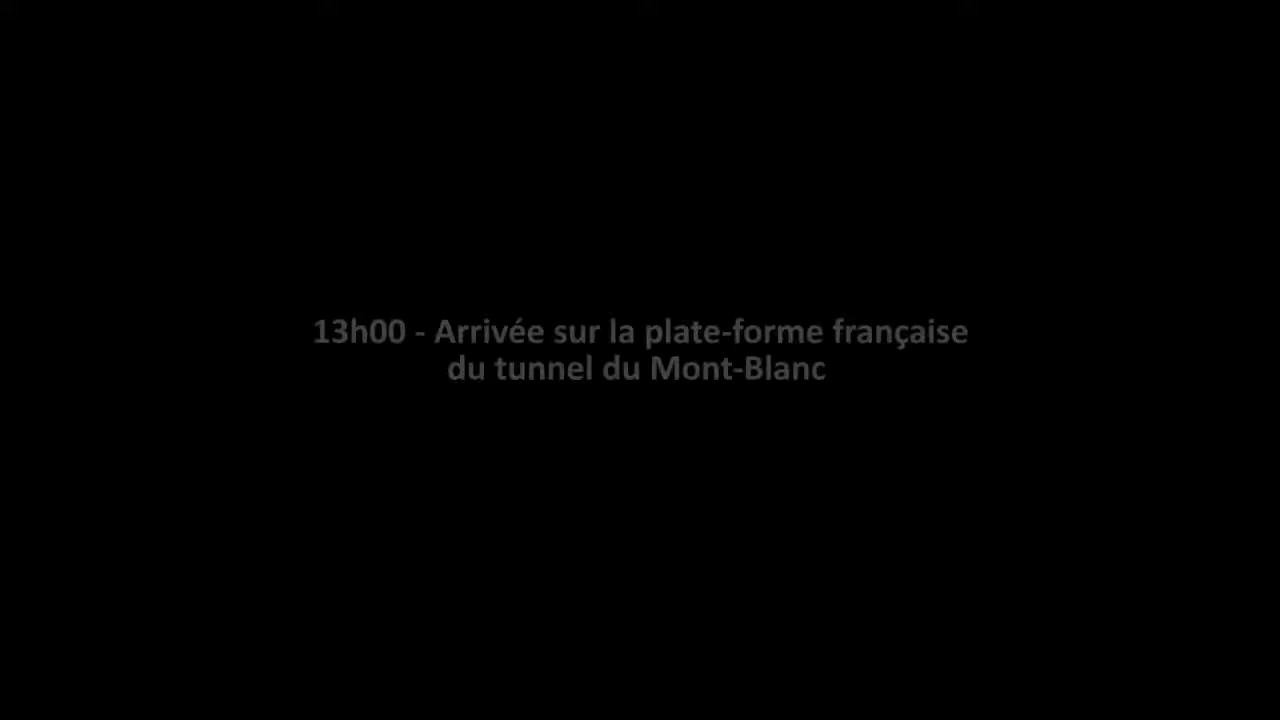 13h00 - Arrivée sur la plate-forme française
du tunnel du Mont-Blanc